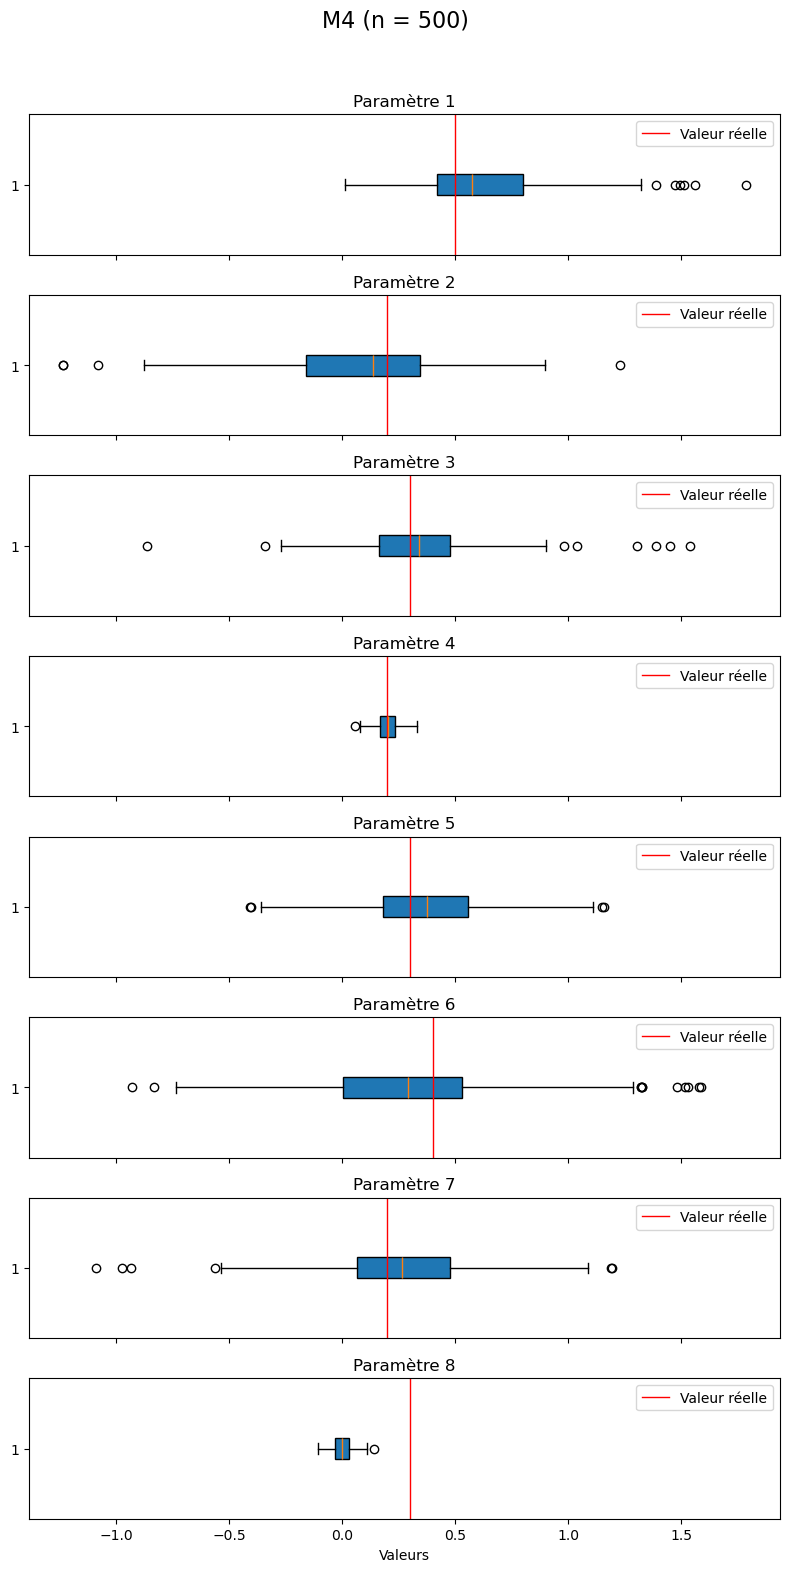 M4 (n = 500)
Paramètre 1
Valeur réelle
1
Paramètre 2
Valeur réelle
1
Paramètre 3
Valeur réelle
1
Paramètre 4
Valeur réelle
1
Paramètre 5
Valeur réelle
1
Paramètre 6
Valeur réelle
1
Paramètre 7
Valeur réelle
1
Paramètre 8
Valeur réelle
1
−1.0 −0.5 0.0 0.5 1.0 1.5
Valeurs